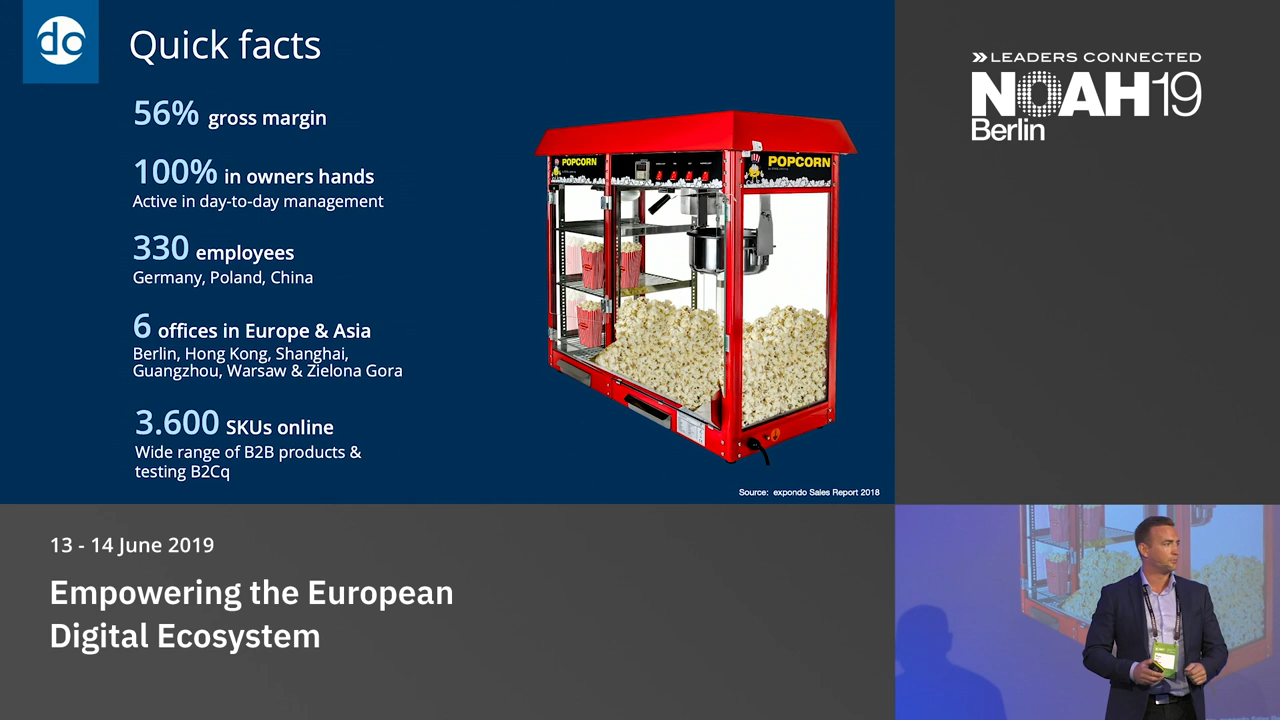 do
Quick facts
56% gross margin
100% in owners hands
Active in day-to-day management
330 employees
Germany, Poland, China
6 offices in Europe & Asia
Berlin, Hong Kong, Shanghai,
Guangzhou, Warsaw & Zielona Gora
3.600 SKUs online
Wide range of B2B products &
testing B2Cq
POPCORN
POPCORN
Source: expondo Sales Report 2018
LEADERS CONNECTED
NOAH19
Berlin
13 - 14 June 2019
Empowering the European
Digital Ecosystem